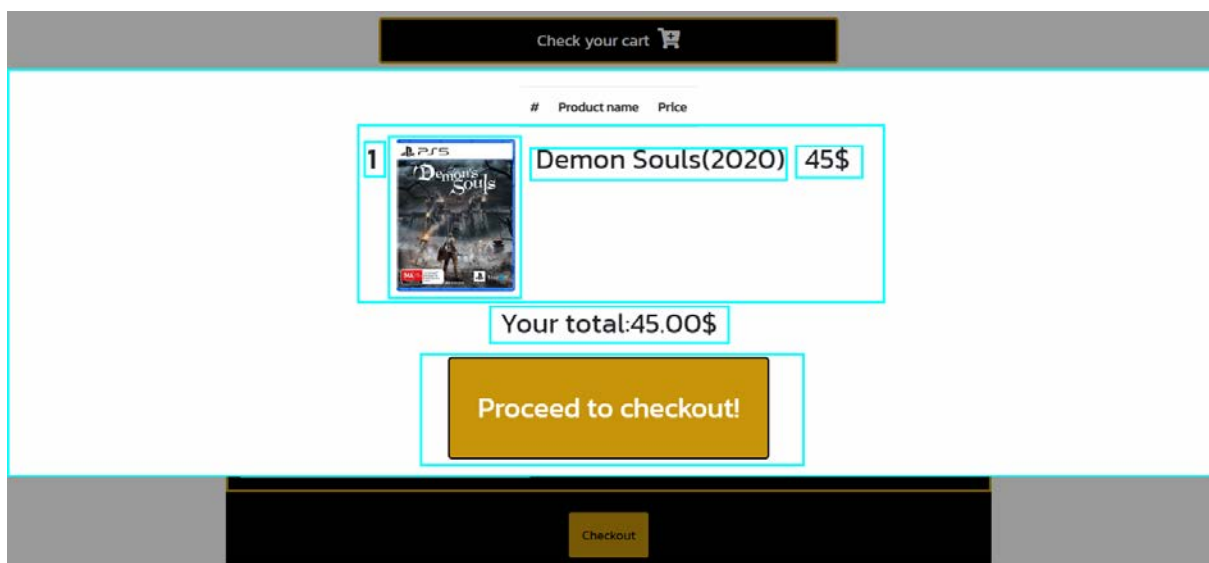 Check your cart
# Product name Price
1 Demon Souls(2020) 45$
PS5
Demon's
Souls
MA
Your total:45.00$
Proceed to checkout!
Checkout